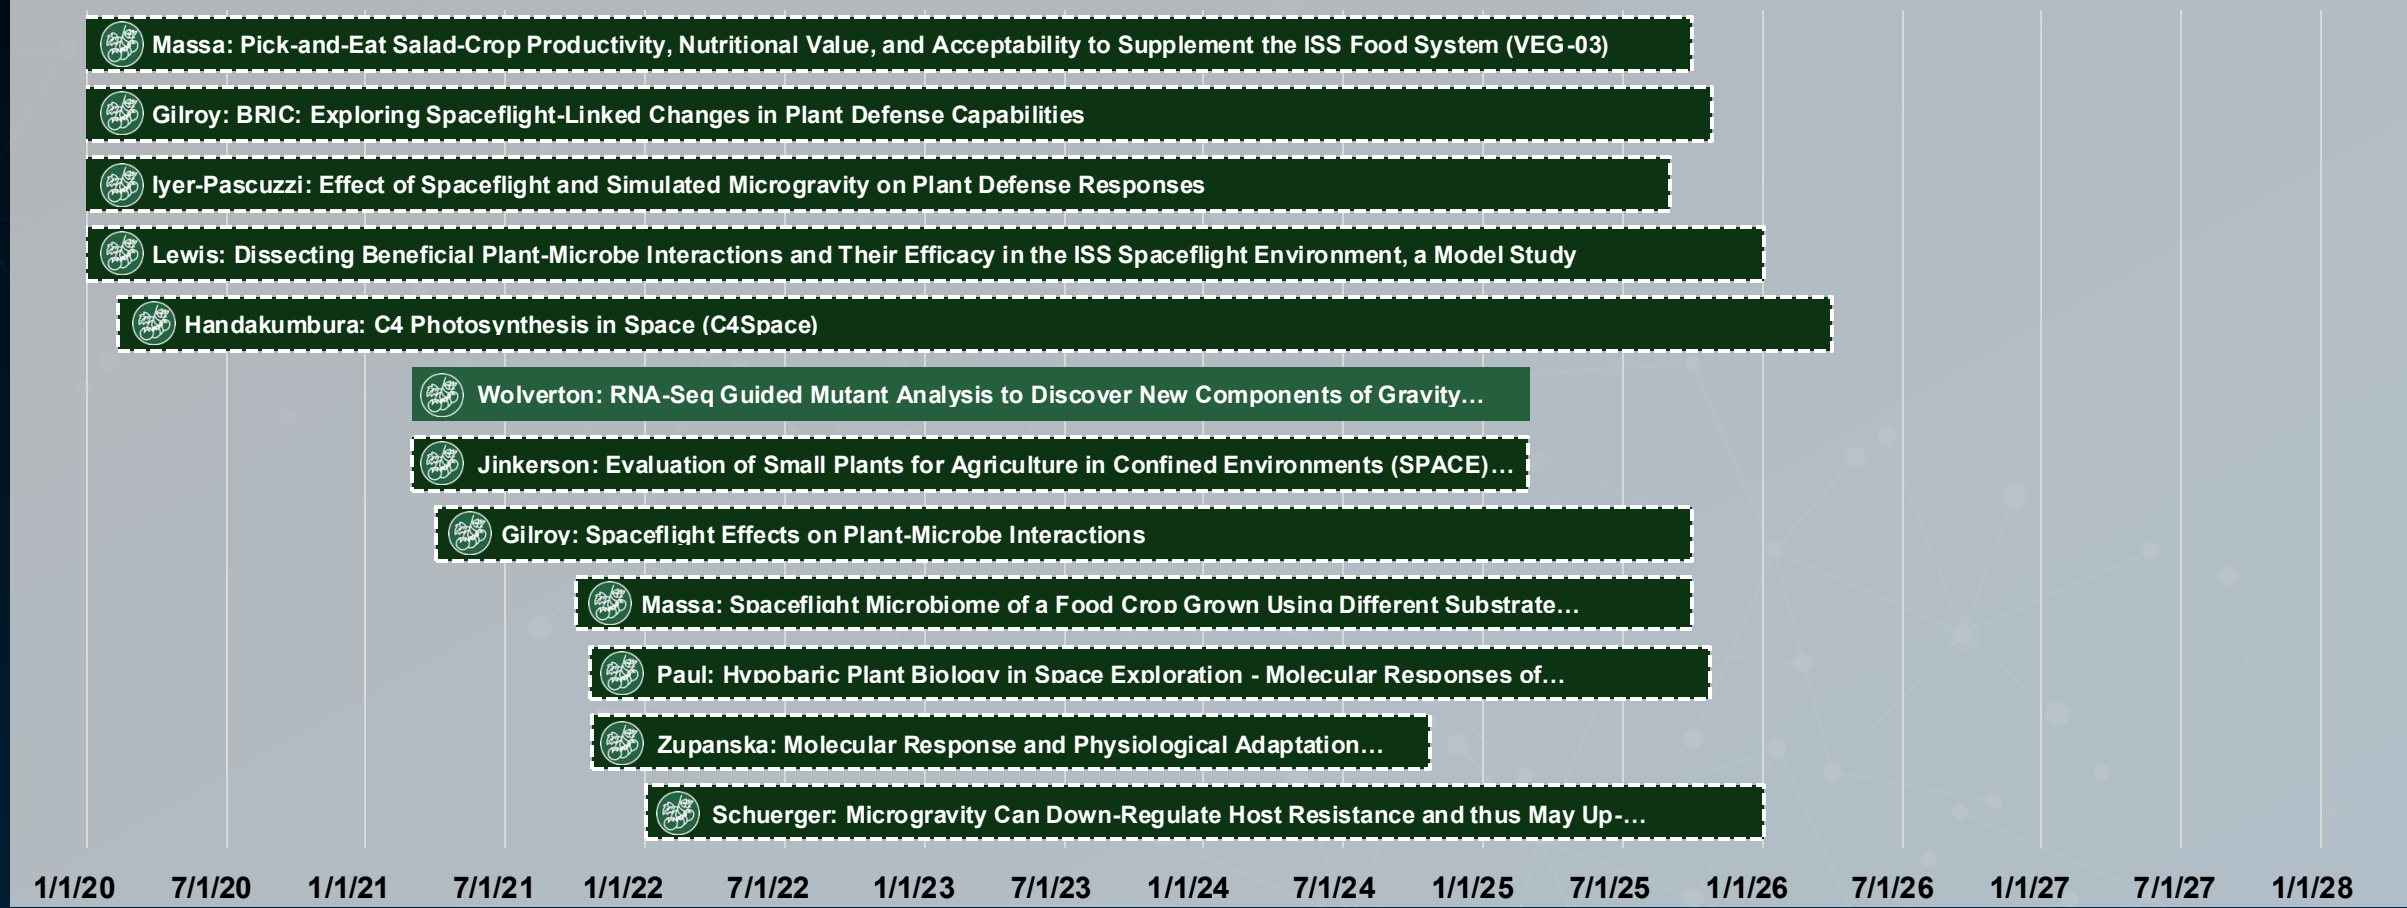 Massa: Pick-and-Eat Salad-Crop Productivity, Nutritional Value, and Acceptability to Supplement the ISS Food System (VEG-03)
Gilroy: BRIC: Exploring Spaceflight-Linked Changes in Plant Defense Capabilities
Iyer-Pascuzzi: Effect of Spaceflight and Simulated Microgravity on Plant Defense Responses
Lewis: Dissecting Beneficial Plant-Microbe Interactions and Their Efficacy in the ISS Spaceflight Environment, a Model Study
Handakumbura: C4 Photosynthesis in Space (C4Space)
Wolverton: RNA-Seq Guided Mutant Analysis to Discover New Components of Gravity…
Jinkerson: Evaluation of Small Plants for Agriculture in Confined Environments (SPACE)…
Gilroy: Spaceflight Effects on Plant-Microbe Interactions
Massa: Spaceflight Microbiome of a Food Crop Grown Using Different Substrate…
Paul: Hypobaric Plant Biology in Space Exploration - Molecular Responses of…
Zupanska: Molecular Response and Physiological Adaptation…
Schuerger: Microgravity Can Down-Regulate Host Resistance and thus May Up-…
1/1/20 7/1/20 1/1/21 7/1/21 1/1/22 7/1/22 1/1/23 7/1/23 1/1/24 7/1/24 1/1/25 7/1/25 1/1/26 7/1/26 1/1/27 7/1/27 1/1/28